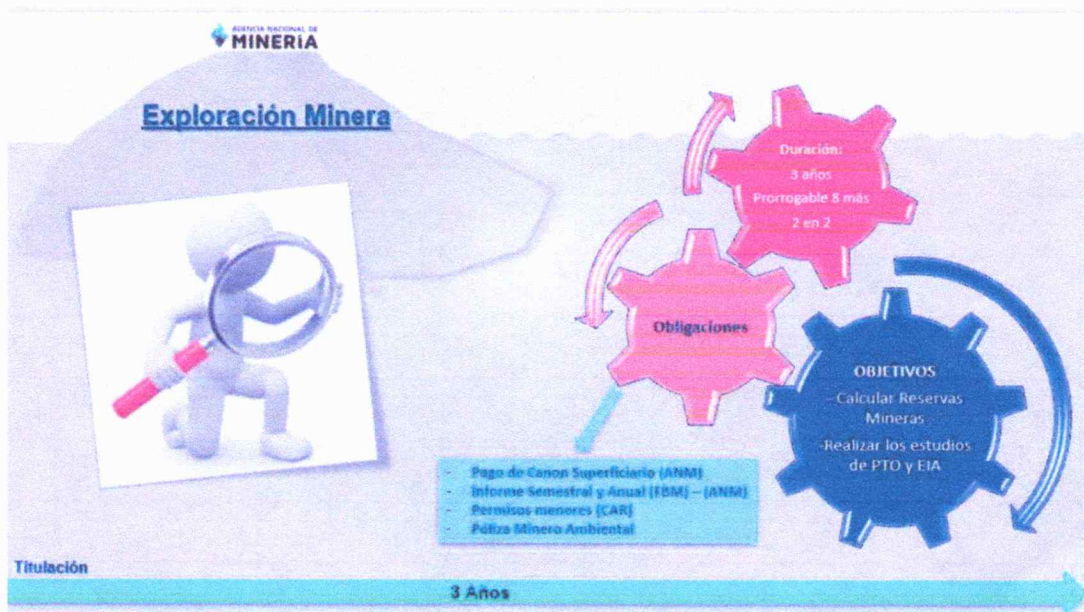 AGENCIA NACIONAL DE
MINERÍA
Exploración Minera
Duración:
3 años
Prorrogable 8 más
2 en 2
Obligaciones
OBJETIVOS
-Calcular Reservas
Mineras
-Realizar los estudios
de PTO y EIA
- Pago de Canon Superficiario (ANM)
- Informe Semestral y Anual (FBM) – (ANM)
- Permisos menores (CAR)
- Póliza Minero Ambiental
Titulación
3 Años